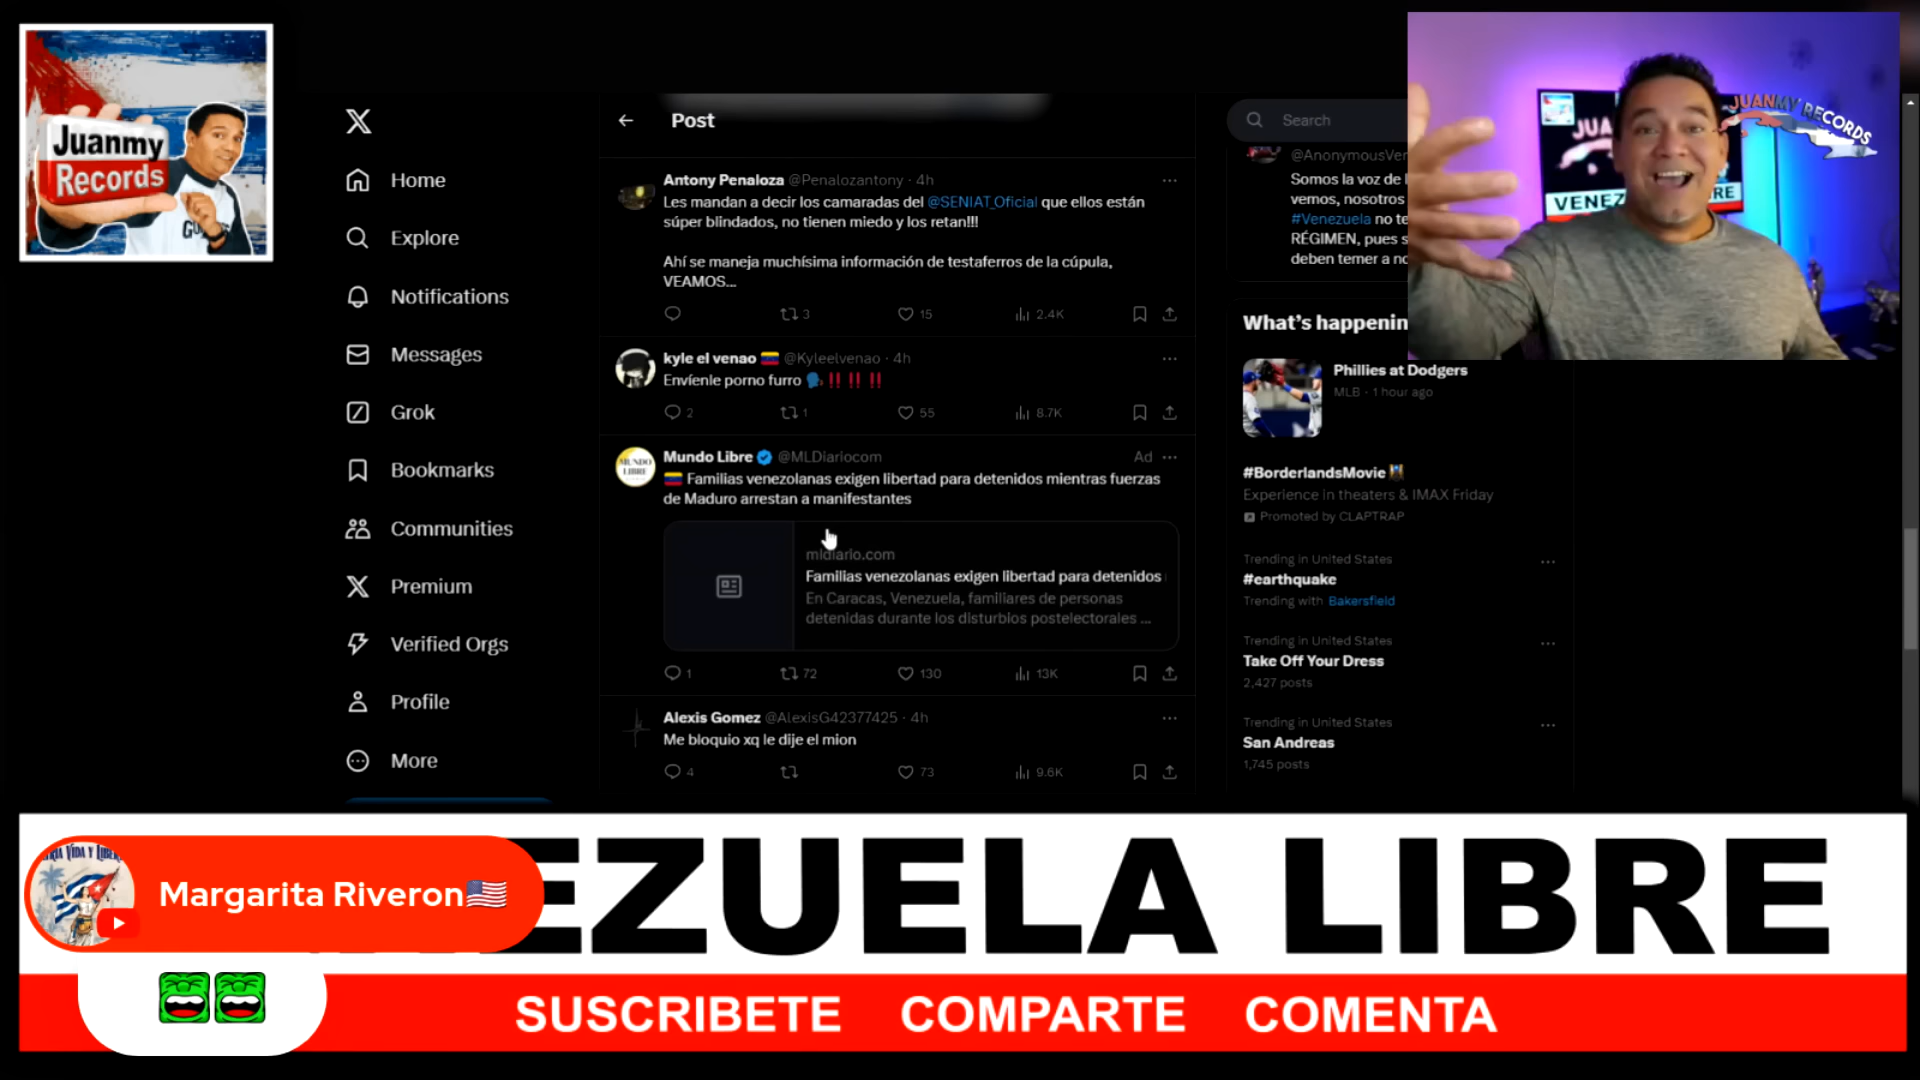 Juanmy
Records
Home
Explore
Notifications
Messages
Grok
Bookmarks
Communities
Premium
Verified Orgs
Profile
More
Post
Antony Penaloza @Penalozantony · 4h
Les mandan a decir los camaradas del @SENIAT_Oficial que ellos están
súper blindados, no tienen miedo y los retan!!!
Ahí se maneja muchísima información de testaferros de la cúpula,
VEAMOS...
3
15
2.4K
kyle el venao 🇻🇪 @Kyleelvenao · 4h
Envíenle porno furro 🗣️‼️‼️‼️
2
1
55
8.7K
Mundo Libre @MLDiariocom
Ad
🇻🇪 Familias venezolanas exigen libertad para detenidos mientras fuerzas
de Maduro arrestan a manifestantes
MUNDO
LIBRE
mldiario.com
Familias venezolanas exigen libertad para detenidos
En Caracas, Venezuela, familiares de personas
detenidas durante los disturbios postelectorales ...
1
72
130
13K
Alexis Gomez @AlexisG42377425 · 4h
Me bloquio xq le dije el mion
4
73
9.6K
Search
@AnonymousVer
Somos la voz de l
vemos, nosotros
#Venezuela no te
RÉGIMEN, pues s
deben temer a no
What's happenin
Phillies at Dodgers
MLB · 1 hour ago
#BorderlandsMovie
Experience in theaters & IMAX Friday
Promoted by CLAPTRAP
Trending in United States
#earthquake
Trending with Bakersfield
Trending in United States
Take Off Your Dress
2,427 posts
Trending in United States
San Andreas
1,745 posts
JUANMY RECORDS
JUA
VENEZ
RE
EZUELA LIBRE
Margarita Riveron🇺🇸
SUSCRIBETE COMPARTE COMENTA